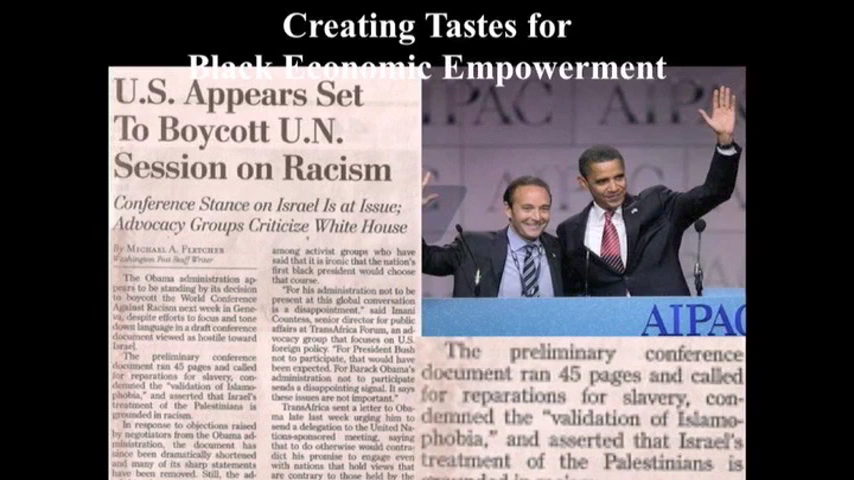 Creating Tastes for
Black Economic Empowerment
U.S. Appears Set
To Boycott U.N.
Session on Racism
Conference Stance on Israel Is at Issue;
Advocacy Groups Criticize White House
By MICHAEL A. FLETCHER
Washington Post Staff Writer
The Obama administration ap-
pears to be standing by its decision
to boycott the World Conference
Against Racism next week in Gene-
va, despite efforts to focus and tone
down language in a draft conference
document viewed as hostile toward
Israel.
The preliminary conference
document ran 45 pages and called
for reparations for slavery, con-
demned the "validation of Islamo-
phobia," and asserted that Israel's
treatment of the Palestinians is
grounded in racism.
In response to objections raised
by negotiators from the Obama ad-
ministration, the document has
since been dramatically shortened
and many of its sharp statements
have been removed. Still, the ad-
among activist groups who have
said that it is ironic that the nation's
first black president would choose
that course.
"For his administration not to be
present at this global conversation
is a disappointment," said Imani
Countess, senior director for public
affairs at TransAfrica Forum, an ad-
vocacy group that focuses on U.S.
foreign policy. "For President Bush
not to participate, that would have
been expected. For Barack Obama's
administration not to participate
sends a disappointing signal. It says
these issues are not important."
TransAfrica sent a letter to Oba-
ma late last week urging him to
send a delegation to the United Na-
tions-sponsored meeting, saying
that to do otherwise would contra-
dict his promise to engage even
with nations that hold views that
are contrary to those held by the
AIPAC AIPAC
AIPAC
The preliminary conference
document ran 45 pages and called
for reparations for slavery, con-
demned the "validation of Islamo-
phobia," and asserted that Israel's
treatment of the Palestinians is
grounded in racism.